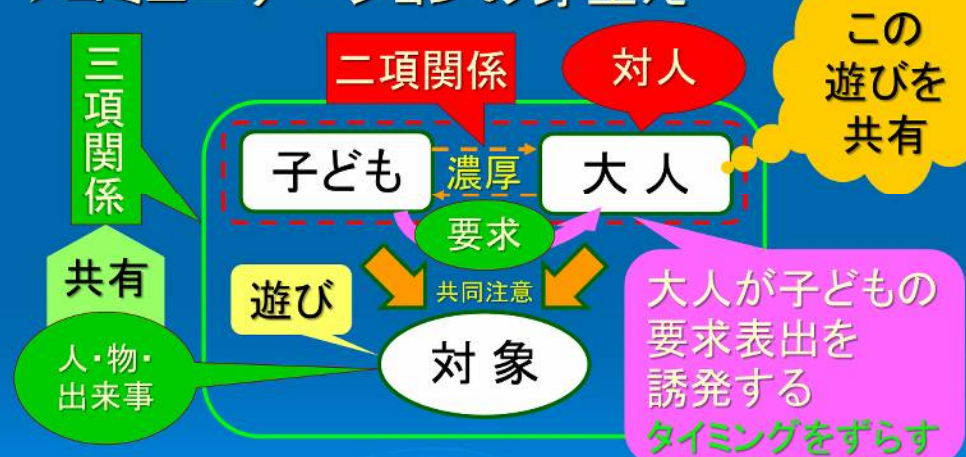 三項関係
二項関係
対人
この
遊びを
共有
子ども
濃厚
大人
要求
共有
遊び
共同注意
人・物・
出来事
対象
大人が子どもの
要求表出を
誘発する
タイミングをずらす